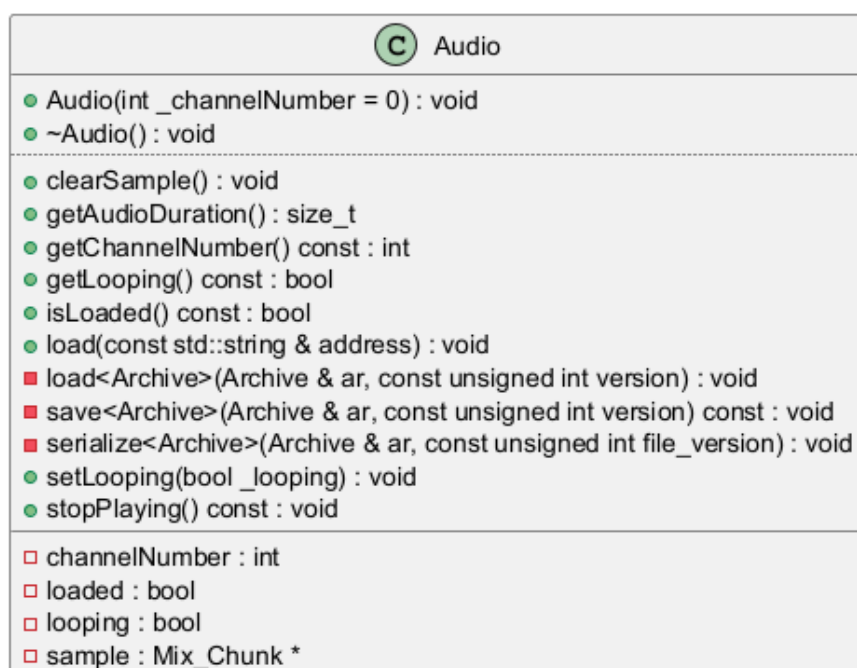 C Audio
Audio(int _channelNumber = 0) : void
~Audio() : void
clearSample() : void
getAudioDuration() : size_t
getChannelNumber() const : int
getLooping() const : bool
isLoaded() const : bool
load(const std::string & address) : void
load<Archive>(Archive & ar, const unsigned int version) : void
save<Archive>(Archive & ar, const unsigned int version) const : void
serialize<Archive>(Archive & ar, const unsigned int file_version) : void
setLooping(bool _looping) : void
stopPlaying() const : void
channelNumber : int
loaded : bool
looping : bool
sample : Mix_Chunk *